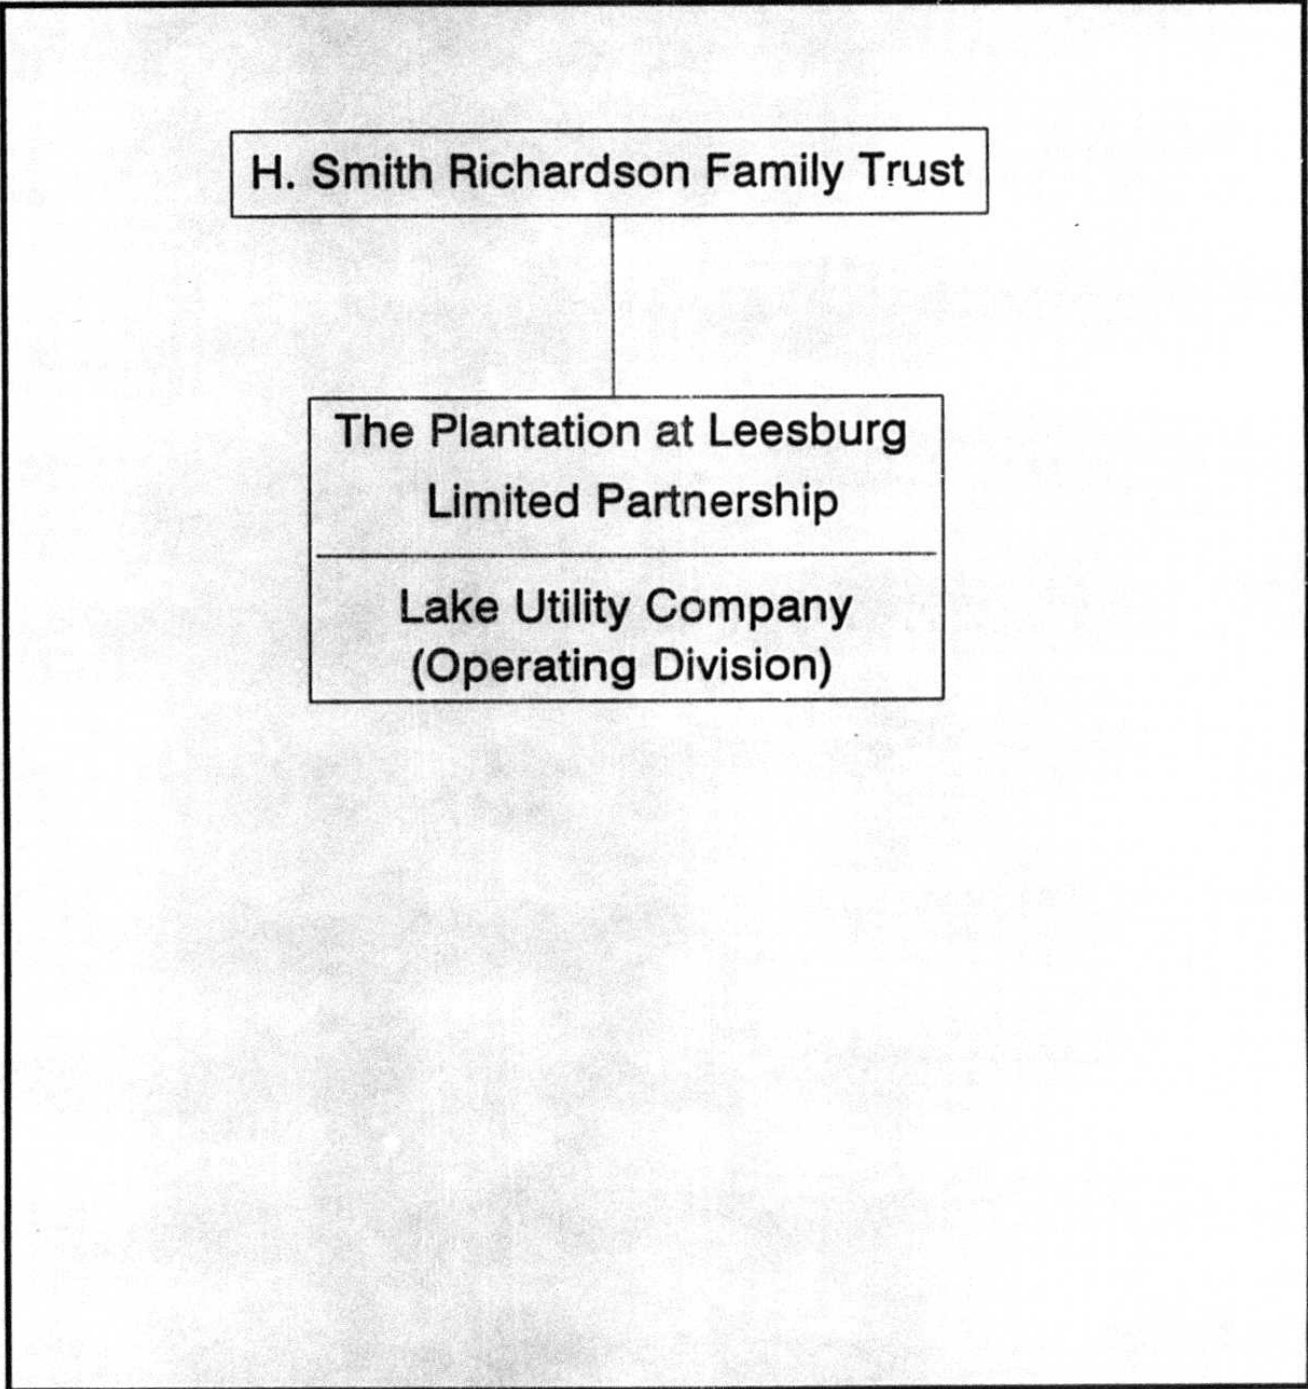 H. Smith Richardson Family Trust
The Plantation at Leesburg
Limited Partnership
Lake Utility Company
(Operating Division)